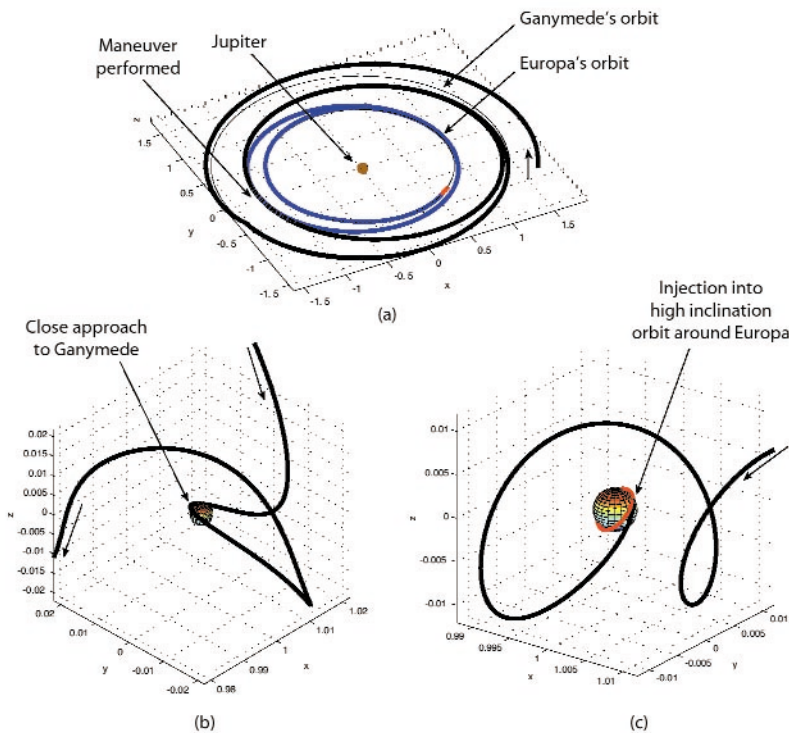 Ganymede's orbit
Maneuver
performed
Jupiter
Europa's orbit
z
1.5
1
0.5
0
-0.5
-1
-1.5
y
-1.5
-1
-0.5
0
0.5
1
1.5
x
(a)
Close approach
to Ganymede
Injection into
high inclination
orbit around Europa
0.02
0.015
0.01
0.005
0
-0.005
-0.01
-0.015
-0.02
z
0.02
0.01
0
-0.01
-0.02
y
0.98
0.99
1
1.01
1.02
x
(b)
0.01
0.005
0
-0.005
-0.01
z
0.99
0.995
1
1.005
1.01
x
-0.01
-0.005
0
0.005
0.01
y
(c)